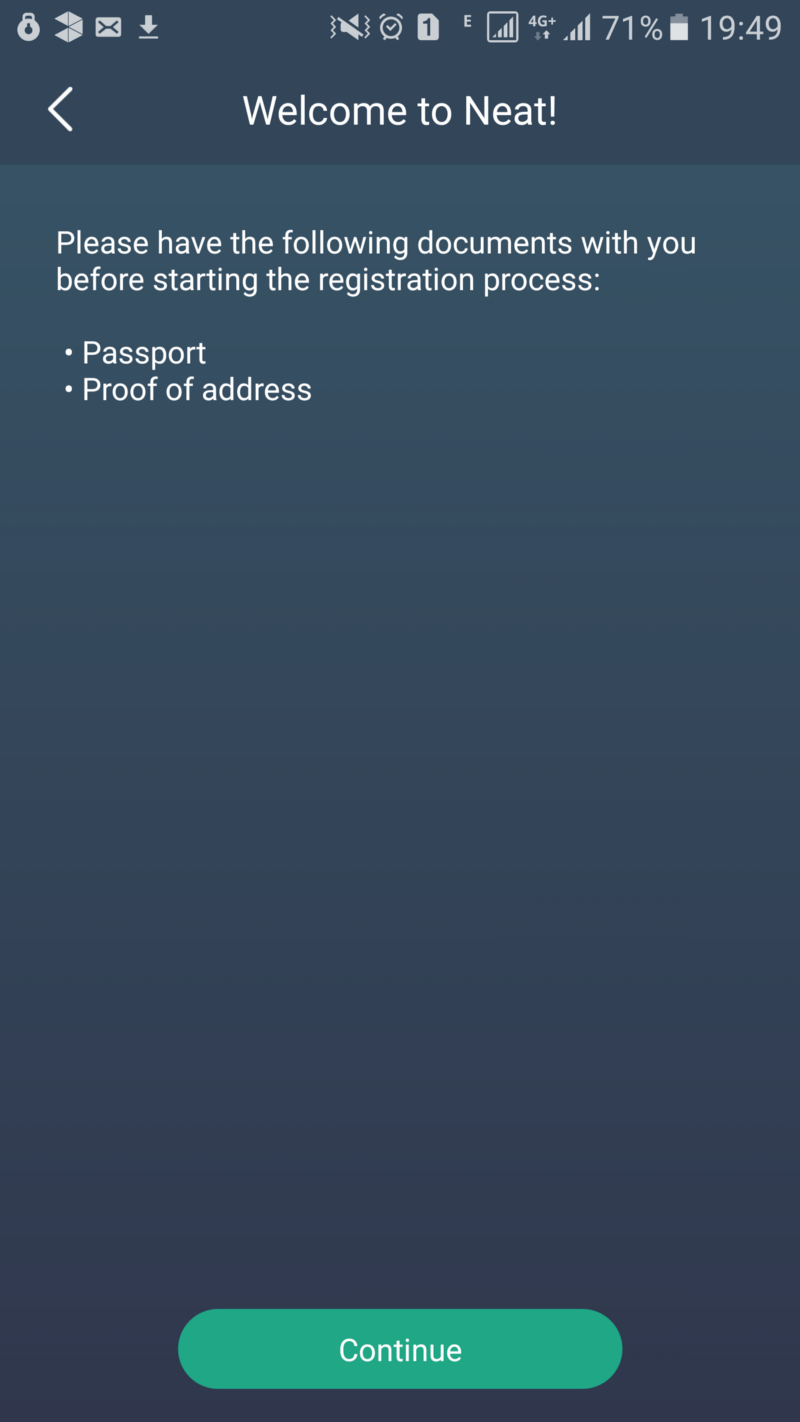 1 E 4G+ 71% 19:49
Welcome to Neat!
Please have the following documents with you
before starting the registration process:
• Passport
• Proof of address
Continue